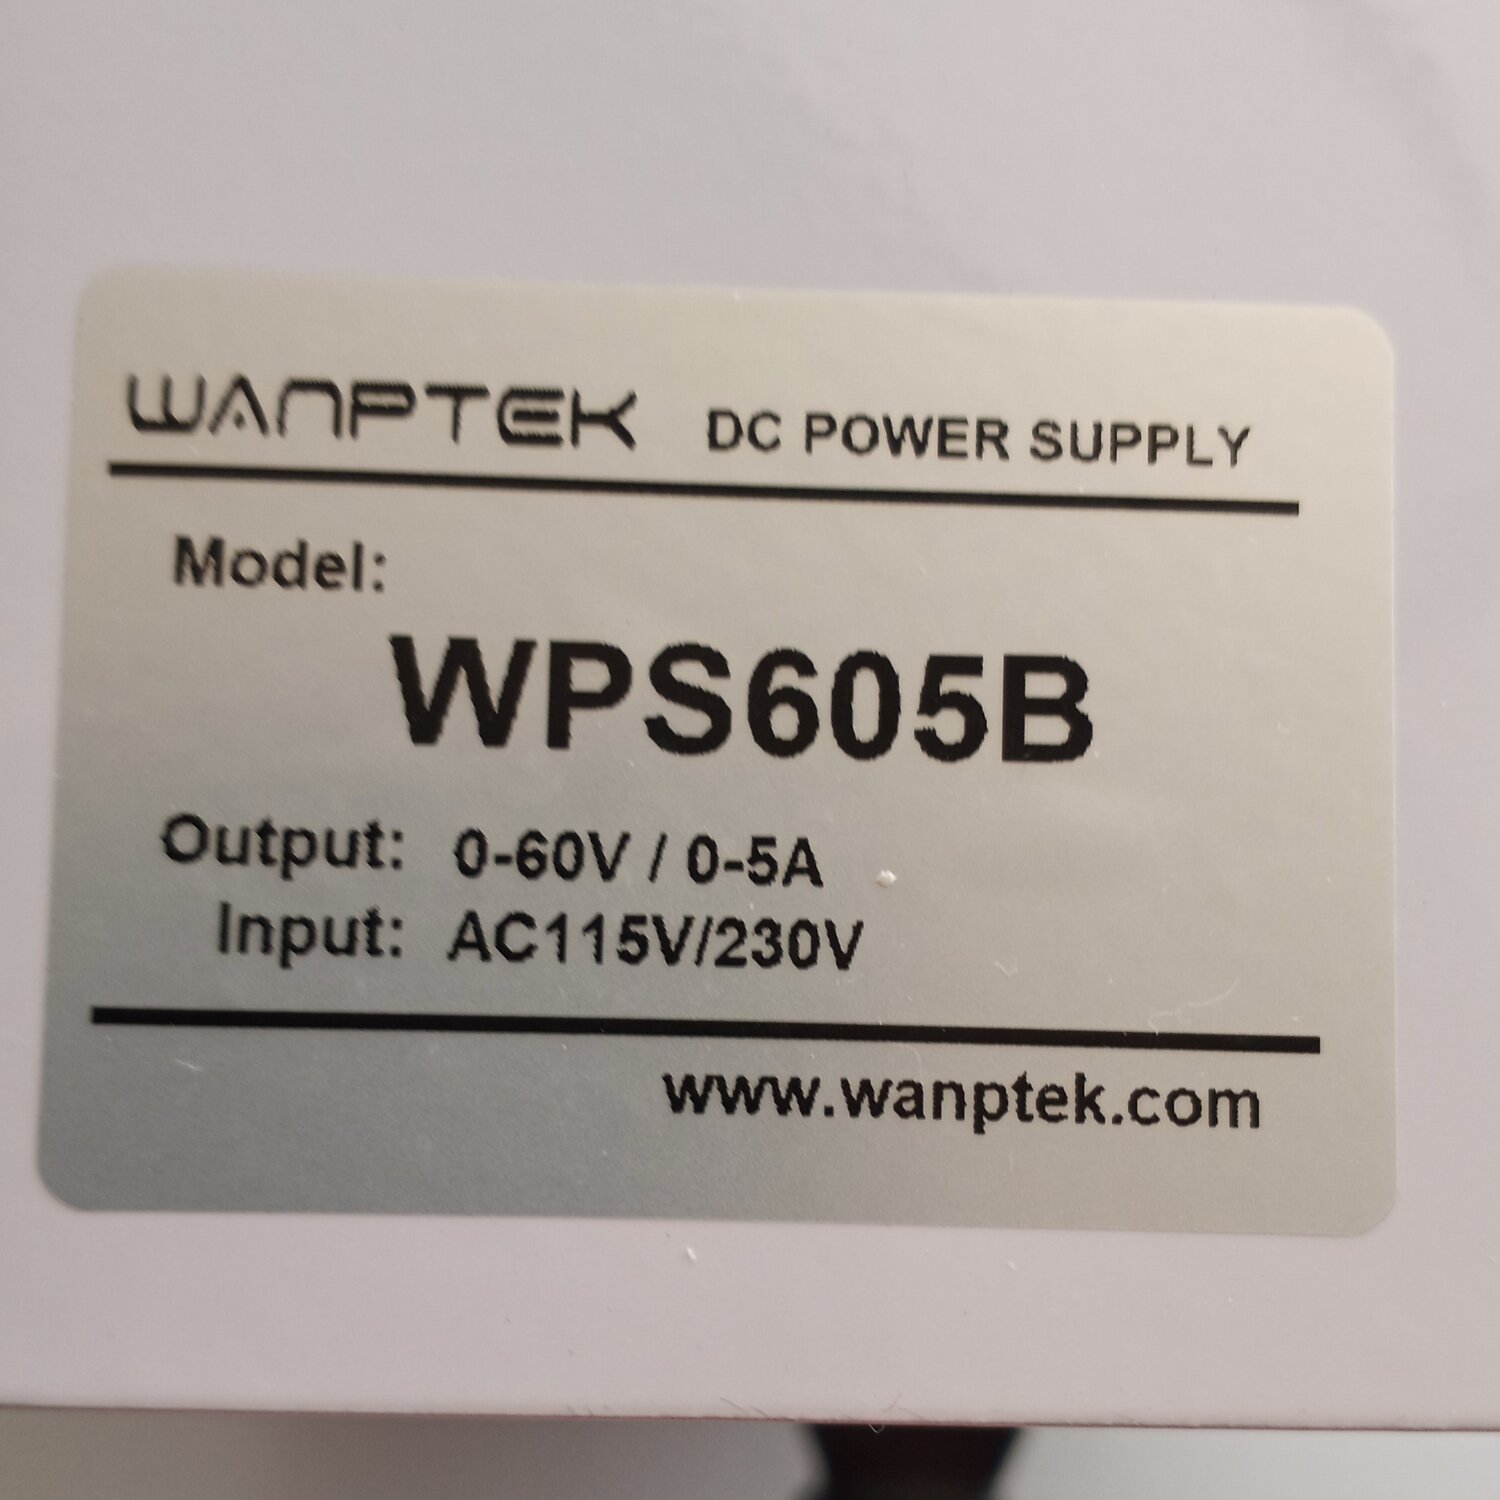 WANPTEK DC POWER SUPPLY
Model:
WPS605B
Output: 0-60V / 0-5A
Input: AC115V/230V
www.wanptek.com